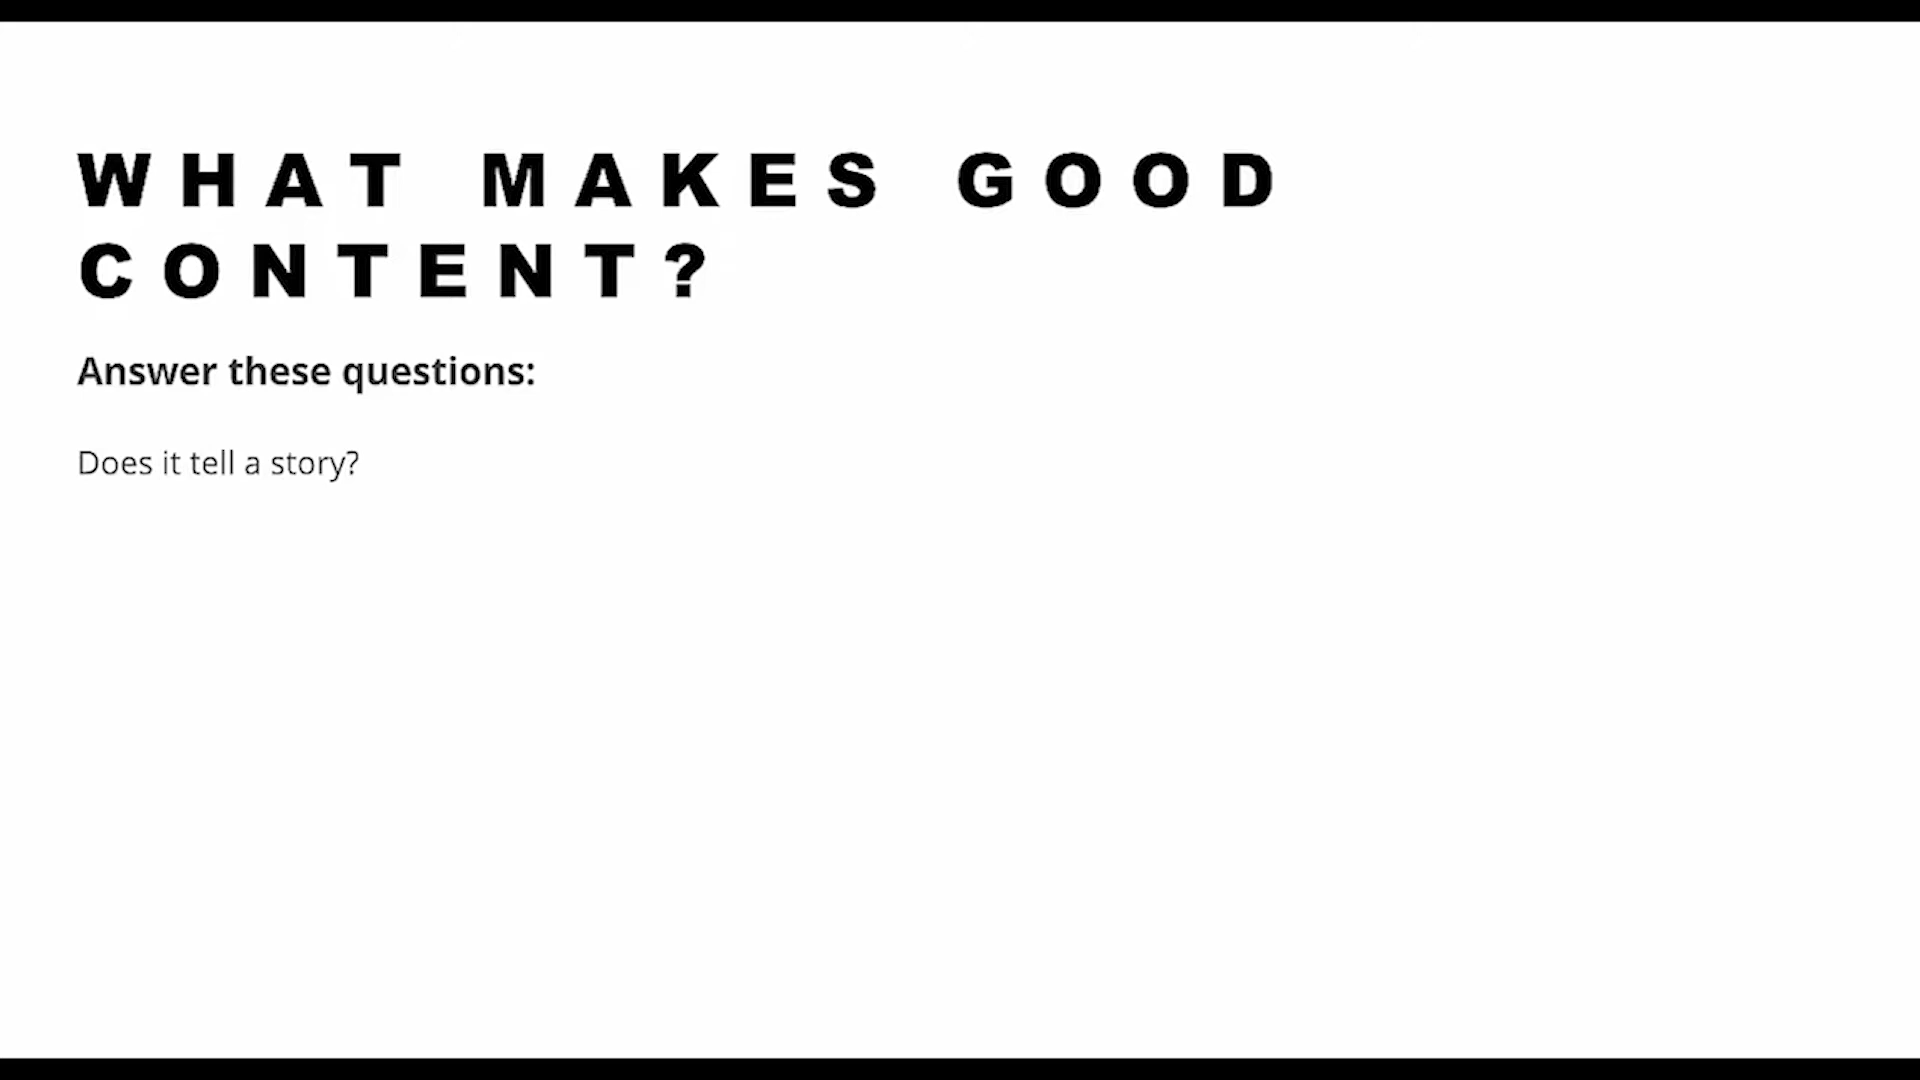 WHAT MAKES GOOD
CONTENT?
Answer these questions:
Does it tell a story?